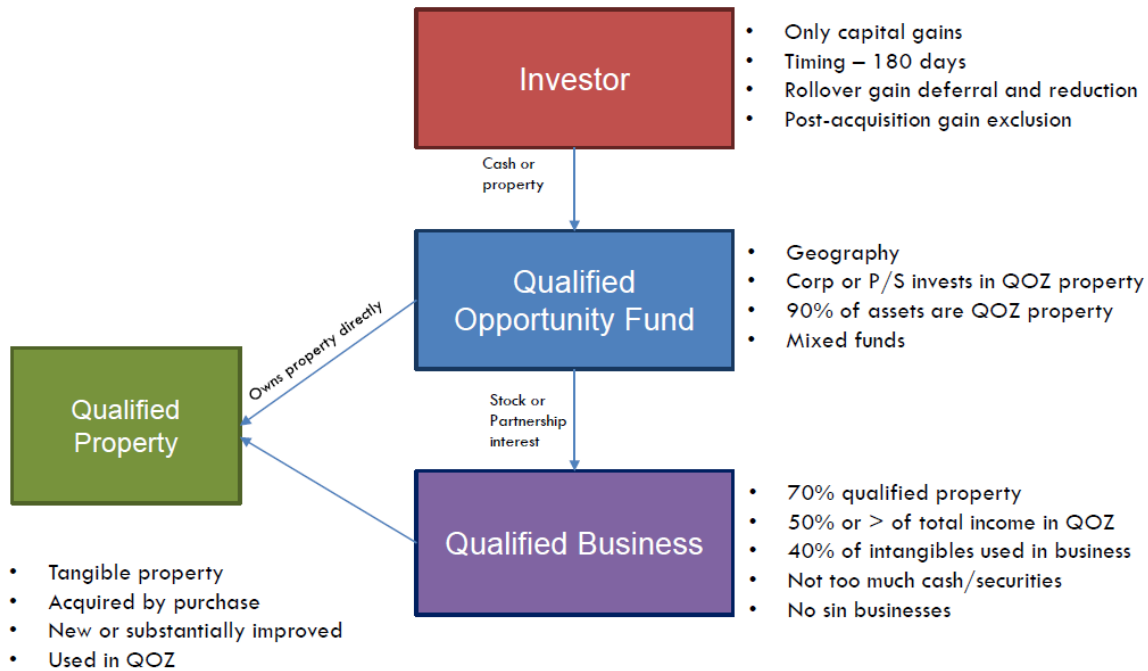 Investor
• Only capital gains
• Timing – 180 days
• Rollover gain deferral and reduction
• Post-acquisition gain exclusion
Cash or
property
Qualified
Opportunity Fund
• Geography
• Corp or P/S invests in QOZ property
• 90% of assets are QOZ property
• Mixed funds
Owns property directly
Stock or
Partnership
interest
Qualified
Property
• Tangible property
• Acquired by purchase
• New or substantially improved
• Used in QOZ
Qualified Business
• 70% qualified property
• 50% or > of total income in QOZ
• 40% of intangibles used in business
• Not too much cash/securities
• No sin businesses